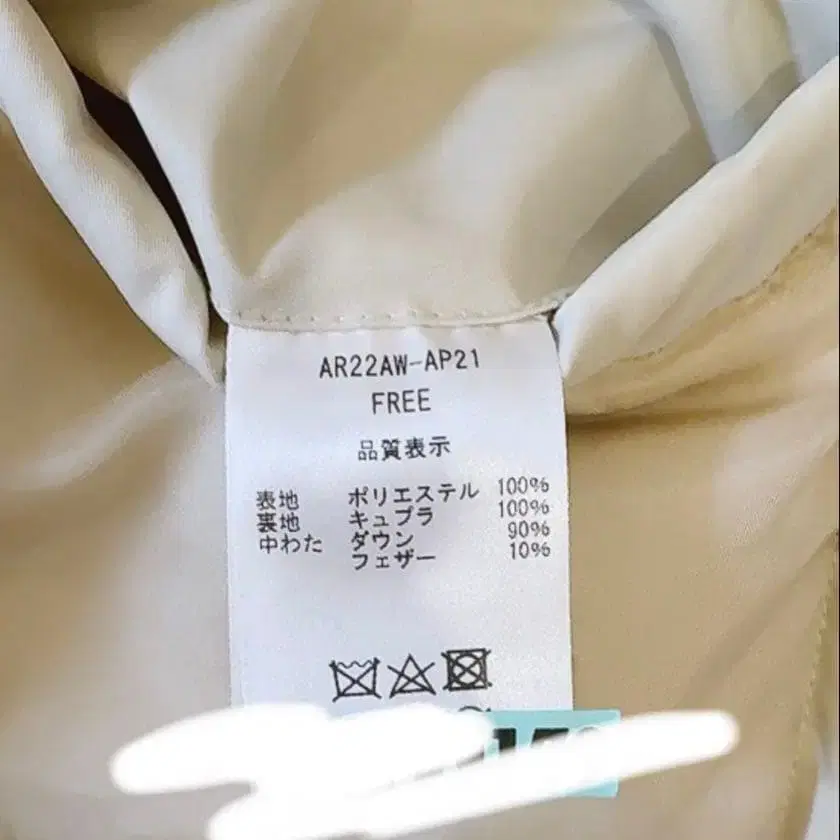 AR22AW-AP21
FREE
品質表示
表地 ポリエステル 100%
裏地 キュプラ 100%
中わた ダウン 90%
フェザー 10%